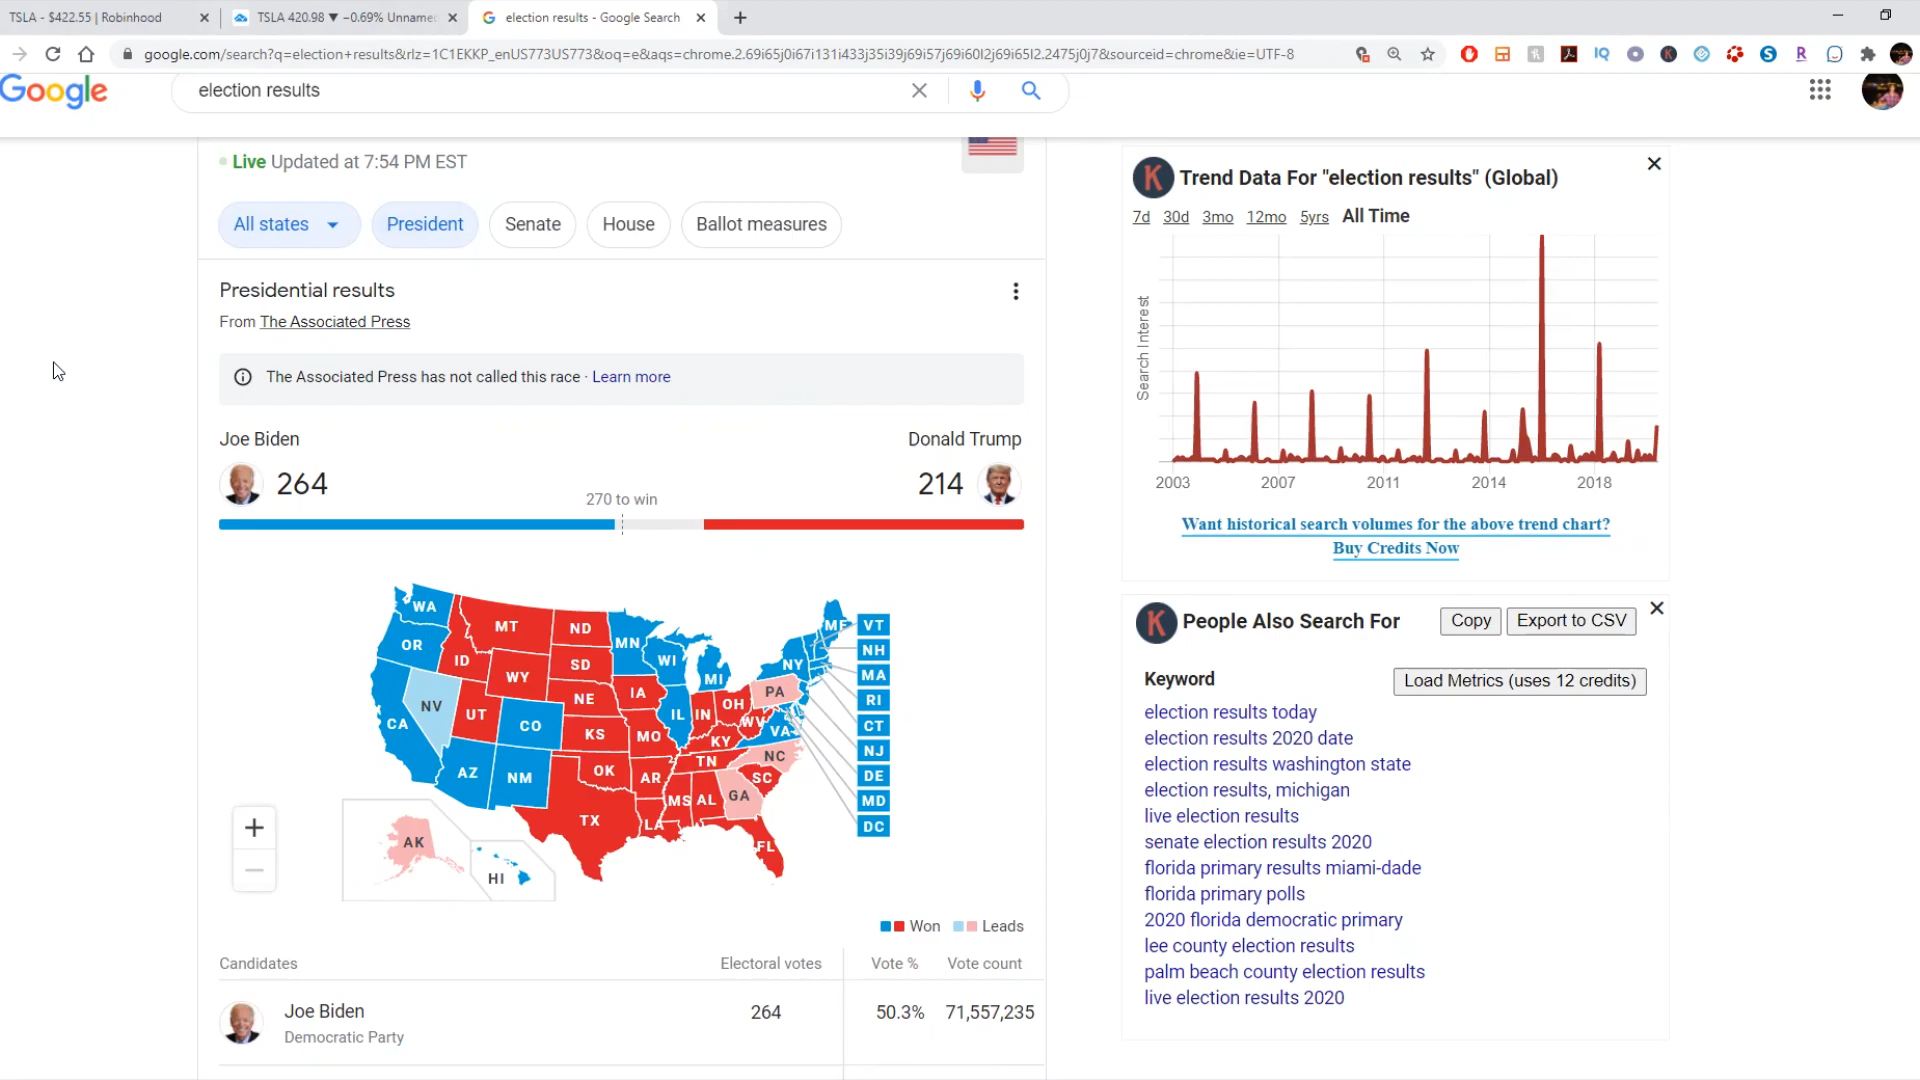 TSLA - $422.55 | Robinhood
TSLA 420.98 ▼ −0.69% Unname
election results - Google Search
google.com/search?q=election+results&rlz=1C1EKKP_enUS773US773&oq=e&aqs=chrome.2.69i65j0i67i131i433j35i39j69i57j69i60l2j69i65l2.2475j0j7&sourceid=chrome&ie=UTF-8
Google
election results
Live Updated at 7:54 PM EST
All states
President
Senate
House
Ballot measures
Presidential results
From The Associated Press
The Associated Press has not called this race · Learn more
Joe Biden
Donald Trump
264
214
270 to win
WA
OR
CA
NV
ID
MT
WY
UT
AZ
CO
NM
ND
SD
NE
KS
OK
TX
MN
IA
MO
AR
LA
WI
IL
MI
IN
OH
KY
TN
MS
AL
GA
FL
SC
NC
VA
WV
PA
NY
ME
VT
NH
MA
RI
CT
NJ
DE
MD
DC
AK
HI
+
−
Won
Leads
Candidates
Electoral votes
Vote %
Vote count
Joe Biden
Democratic Party
264
50.3%
71,557,235
K
Trend Data For "election results" (Global)
7d 30d 3mo 12mo 5yrs All Time
Search Interest
2003
2007
2011
2014
2018
Want historical search volumes for the above trend chart?
Buy Credits Now
K
People Also Search For
Copy
Export to CSV
Keyword
Load Metrics (uses 12 credits)
election results today
election results 2020 date
election results washington state
election results, michigan
live election results
senate election results 2020
florida primary results miami-dade
florida primary polls
2020 florida democratic primary
lee county election results
palm beach county election results
live election results 2020